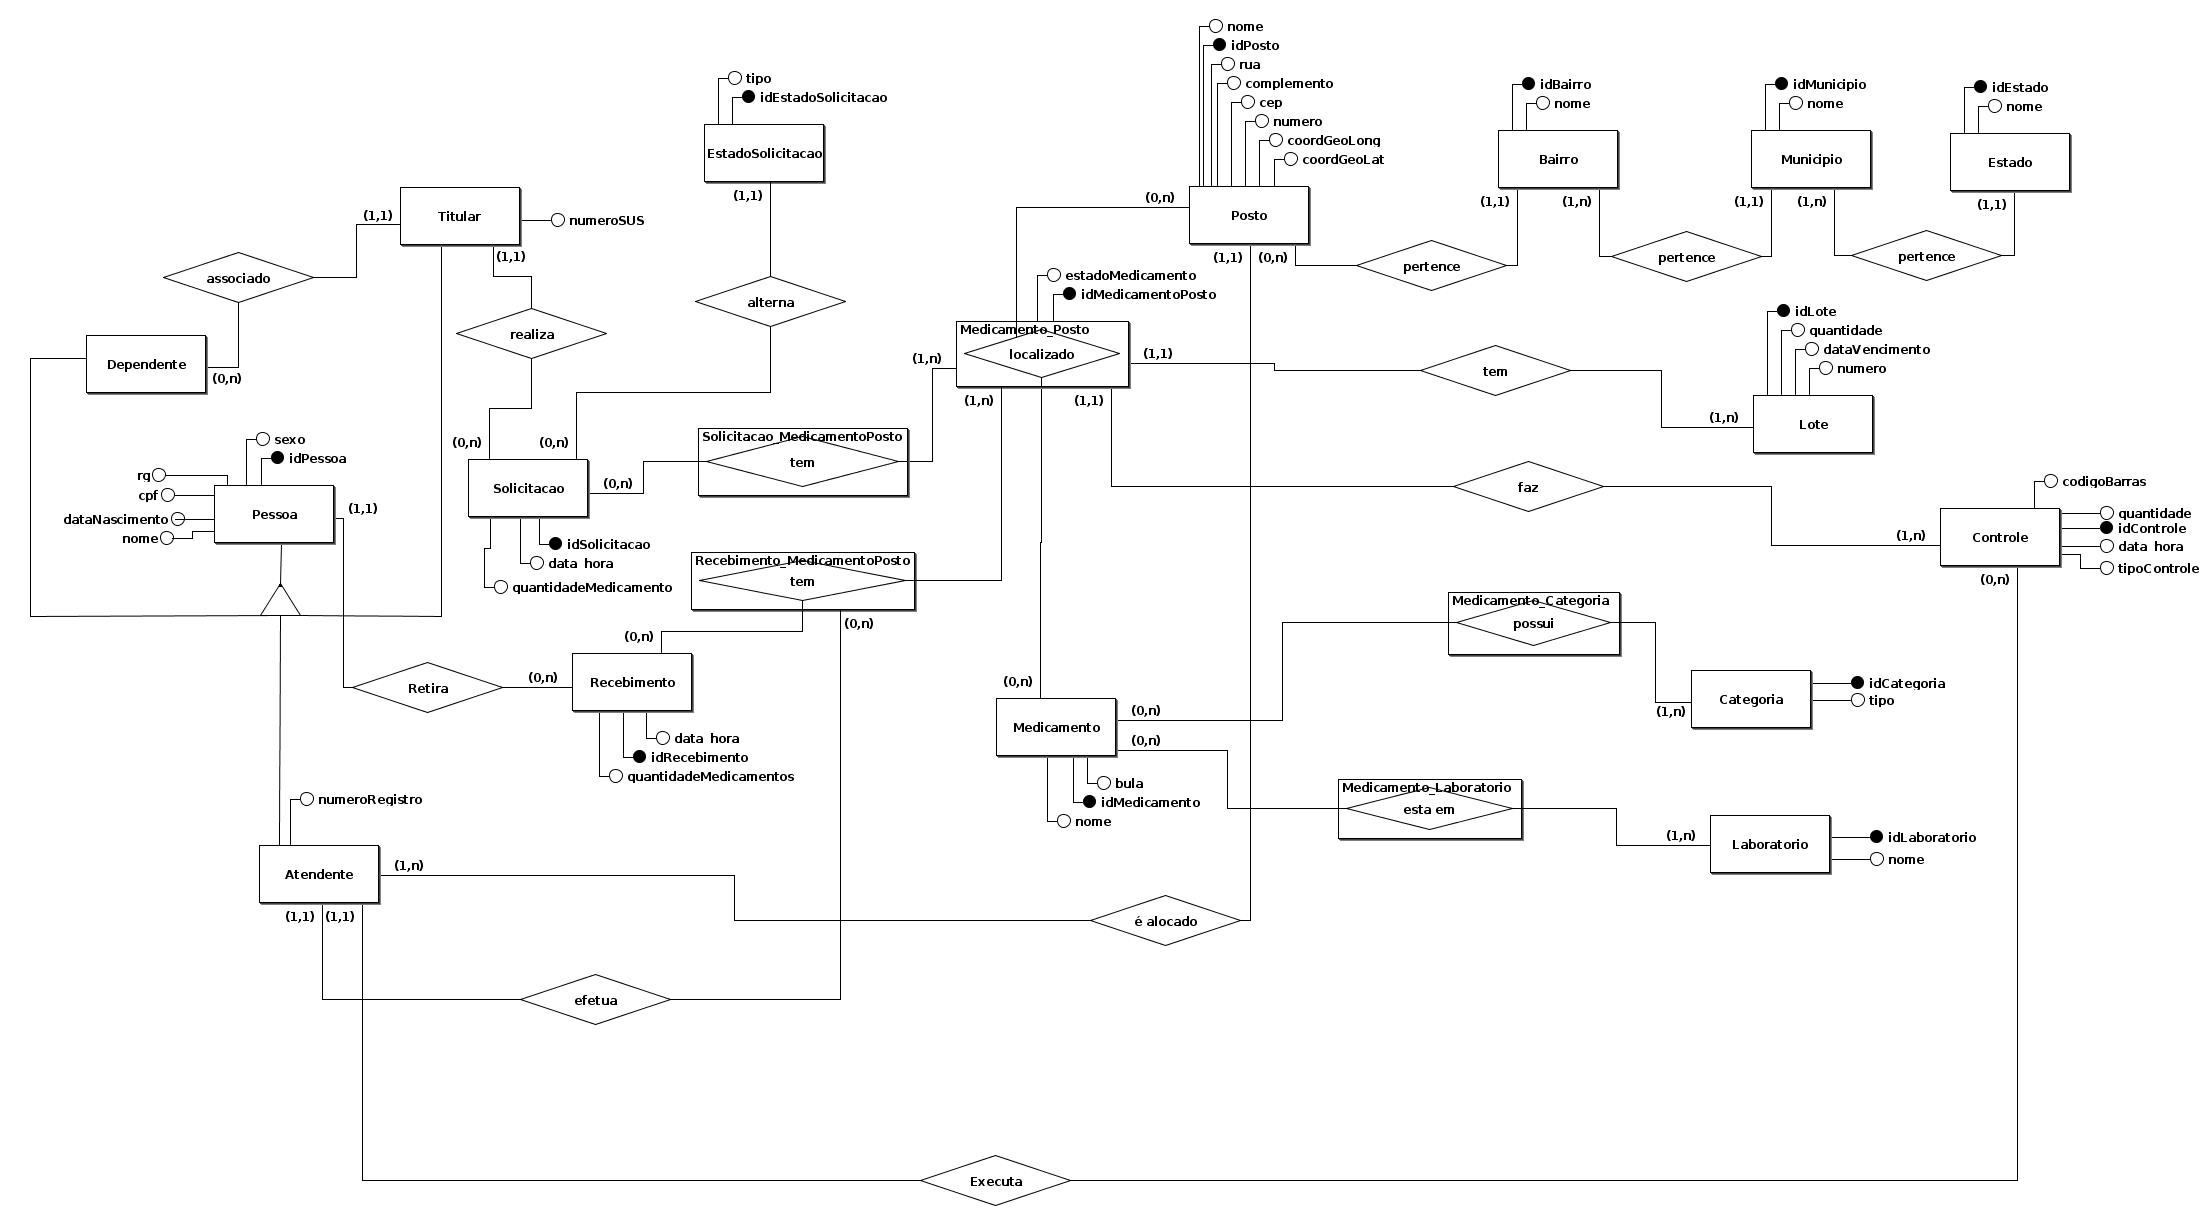 nome
idPosto
rua
complemento
cep
numero
coordGeoLong
coordGeoLat
tipo
idEstadoSolicitacao
EstadoSolicitacao
(1,1)
idBairro
nome
Bairro
(1,1)
(1,n)
idMunicipio
nome
Municipio
(1,1)
(1,n)
idEstado
nome
Estado
(1,1)
(0,n)
Posto
(1,1)
(0,n)
pertence
pertence
pertence
(1,1)
Titular
numeroSUS
(1,1)
associado
realiza
alterna
Dependente
(0,n)
estadoMedicamento
idMedicamentoPosto
Medicamento_Posto
localizado
(1,n)
(1,1)
(1,n)
(1,1)
tem
idLote
quantidade
dataVencimento
numero
(1,n)
Lote
sexo
idPessoa
rg
cpf
dataNascimento
nome
Pessoa
(1,1)
(0,n)
(0,n)
Solicitacao
(0,n)
Solicitacao_MedicamentoPosto
tem
idSolicitacao
data hora
quantidadeMedicamento
faz
codigoBarras
quantidade
idControle
data hora
tipoControle
(1,n)
Controle
(0,n)
Recebimento_MedicamentoPosto
tem
(0,n)
(0,n)
Retira
(0,n)
Recebimento
data hora
idRecebimento
quantidadeMedicamentos
Medicamento_Categoria
possui
(0,n)
Medicamento
(0,n)
(0,n)
bula
idMedicamento
nome
(1,n)
Categoria
idCategoria
tipo
Medicamento_Laboratorio
esta em
(1,n)
Laboratorio
idLaboratorio
nome
numeroRegistro
Atendente
(1,n)
(1,1)
(1,1)
é alocado
efetua
Executa